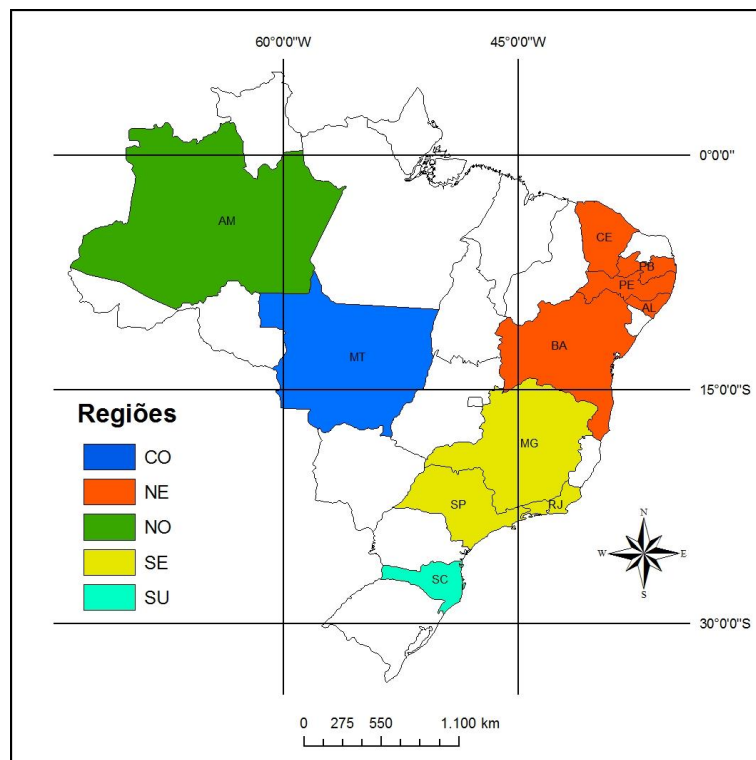 60°0'0"W 45°0'0"W
0°0'0"
AM
CE
PB
PE
AL
MT
BA
15°0'0"S
Regiões
CO
NE
NO
SE
SU
MG
SP
RJ
N
W E
S
SC
30°0'0"S
0 275 550 1.100 km